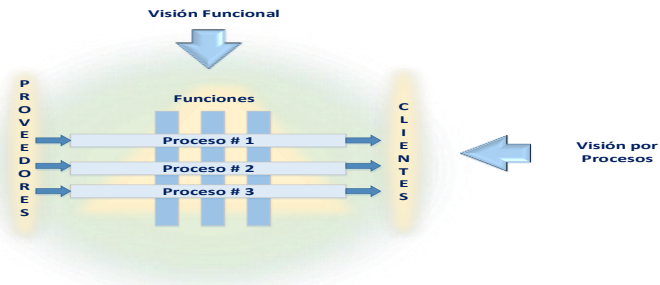 Visión Funcional
PROVEEDORES
Funciones
CLIENTES
Proceso # 1
Proceso # 2
Proceso # 3
Visión por
Procesos